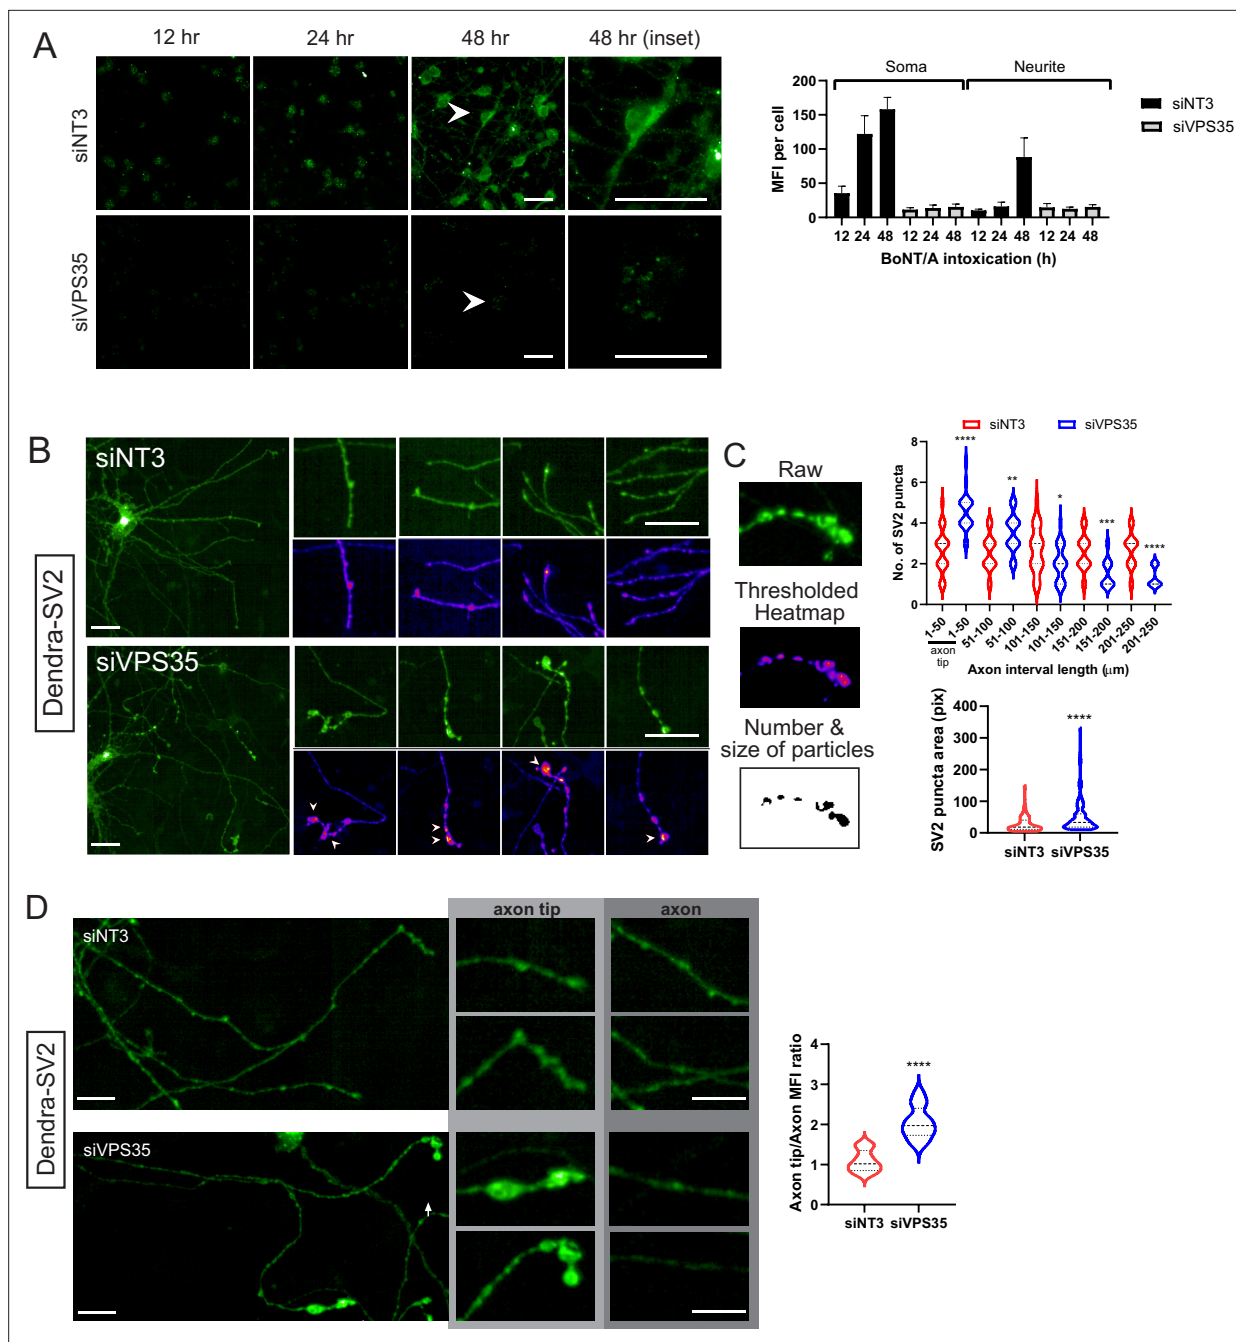 A
12 hr
24 hr
48 hr
48 hr (inset)
siNT3
siVPS35
Soma
Neurite
siNT3
siVPS35
MFI per cell
200
150
100
50
0
12 24 48 12 24 48 12 24 48 12 24 48
BoNT/A intoxication (h)
B
Dendra-SV2
siNT3
siVPS35
C
Raw
Thresholded
Heatmap
Number &
size of particles
siNT3
siVPS35
No. of SV2 puncta
8
6
4
2
0
****
**
*
***
****
1-50
1-50
51-100
51-100
101-150
101-150
151-200
151-200
201-250
201-250
axon
tip
Axon interval length (μm)
SV2 puncta area (pix)
400
300
200
100
0
****
siNT3 siVPS35
D
Dendra-SV2
siNT3
siVPS35
axon tip
axon
Axon tip/Axon MFI ratio
4
3
2
1
0
****
siNT3 siVPS35